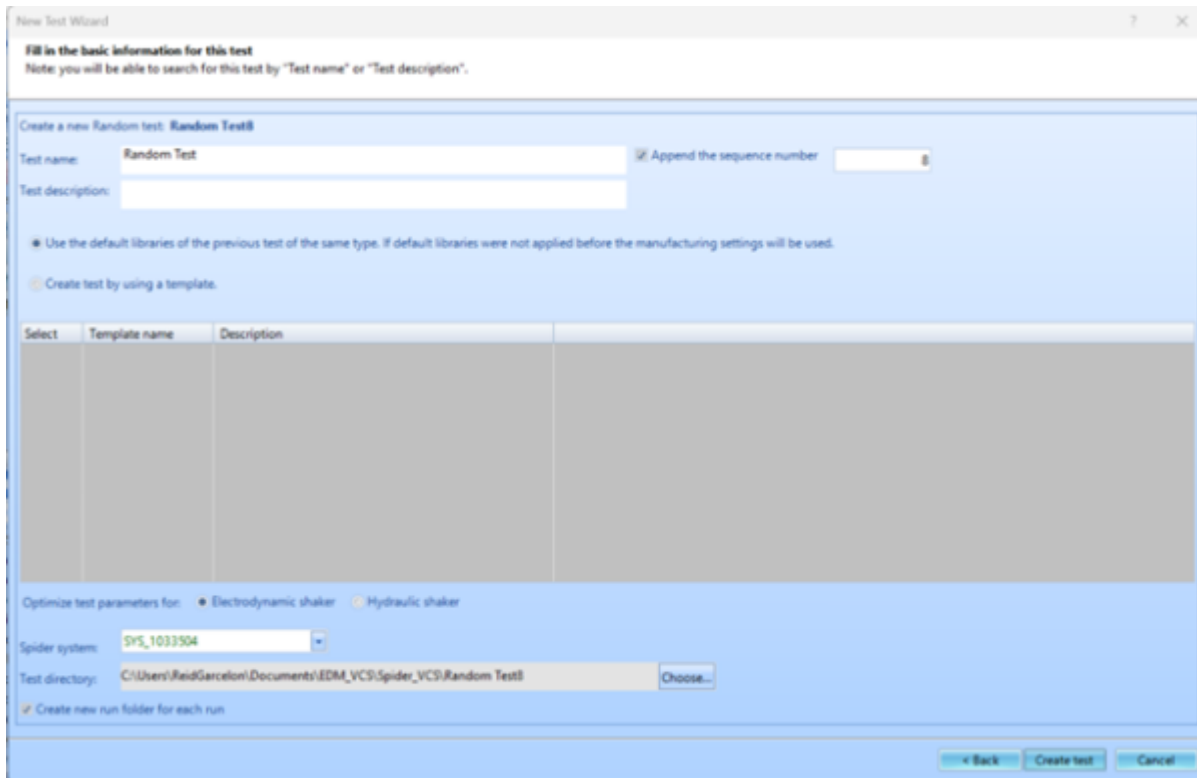 New Test Wizard ?
Fill in the basic information for this test
Note: you will be able to search for this test by "Test name" or "Test description".
Create a new Random test: Random Test8
Test name: Random Test Append the sequence number 8
Test description:
Use the default libraries of the previous test of the same type. If default libraries were not applied before the manufacturing settings will be used.
Create test by using a template.
Select Template name Description
Optimize test parameters for: Electrodynamic shaker Hydraulic shaker
Spider system: SYS_1033504
Test directory: C:\Users\ReidGarcelon\Documents\EDM_VCS\Spider_VCS\Random Test8 Choose...
Create new run folder for each run
< Back Create test Cancel